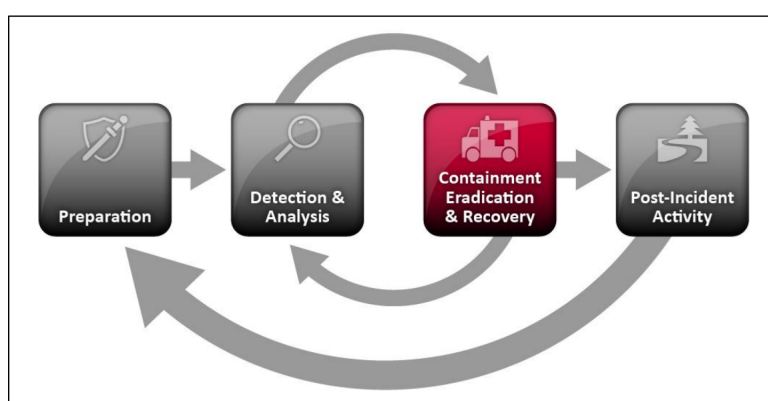 Preparation
Detection &
Analysis
Containment
Eradication
& Recovery
Post-Incident
Activity